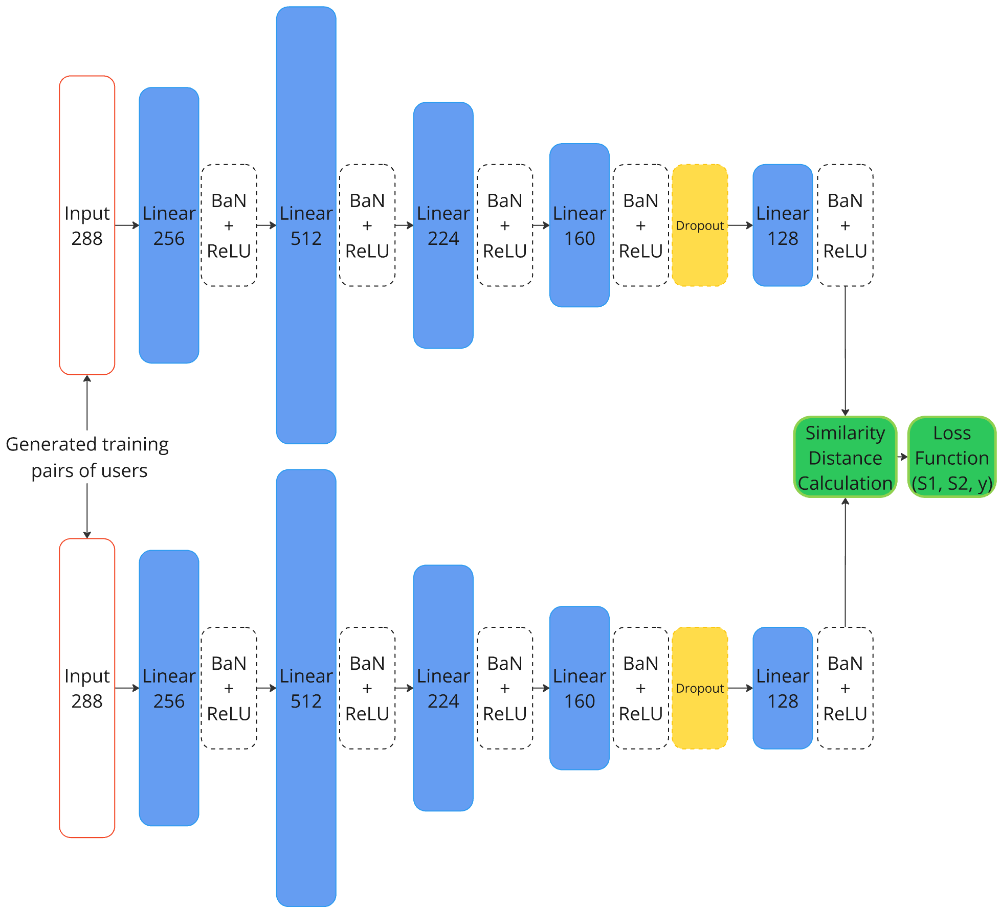 Input
288
Linear
256
BaN
+
ReLU
Linear
512
BaN
+
ReLU
Linear
224
BaN
+
ReLU
Linear
160
BaN
+
ReLU
Dropout
Linear
128
BaN
+
ReLU
Generated training
pairs of users
Similarity
Distance
Calculation
Loss
Function
(S1, S2, y)
Input
288
Linear
256
BaN
+
ReLU
Linear
512
BaN
+
ReLU
Linear
224
BaN
+
ReLU
Linear
160
BaN
+
ReLU
Dropout
Linear
128
BaN
+
ReLU